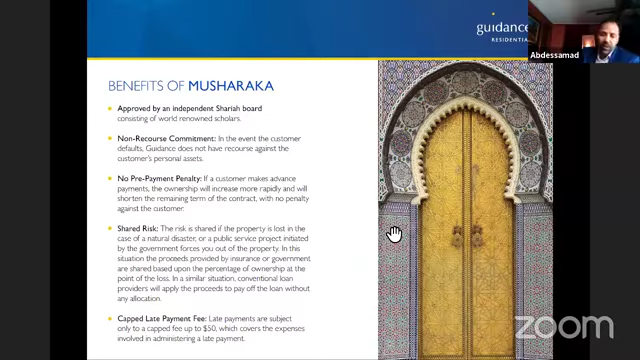 guidance
RESIDENTIAL
Abdessamad
BENEFITS OF MUSHARAKA
Approved by an independent Shariah board
consisting of world renowned scholars.
Non-Recourse Commitment: In the event the customer
defaults, Guidance does not have recourse against the
customer's personal assets.
No Pre-Payment Penalty: If a customer makes advance
payments, the ownership will increase more rapidly and will
shorten the remaining term of the contract, with no penalty
against the customer.
Shared Risk: The risk is shared if the property is lost in the
case of a natural disaster, or a public service project initiated
by the government forces you out of the property. In this
situation the proceeds provided by insurance or government
are shared based upon the percentage of ownership at the
point of the loss. In a similar situation, conventional loan
providers will apply the proceeds to pay off the loan without
any allocation.
Capped Late Payment Fee: Late payments are subject
only to a capped fee up to $50, which covers the expenses
involved in administering a late payment.
zoom